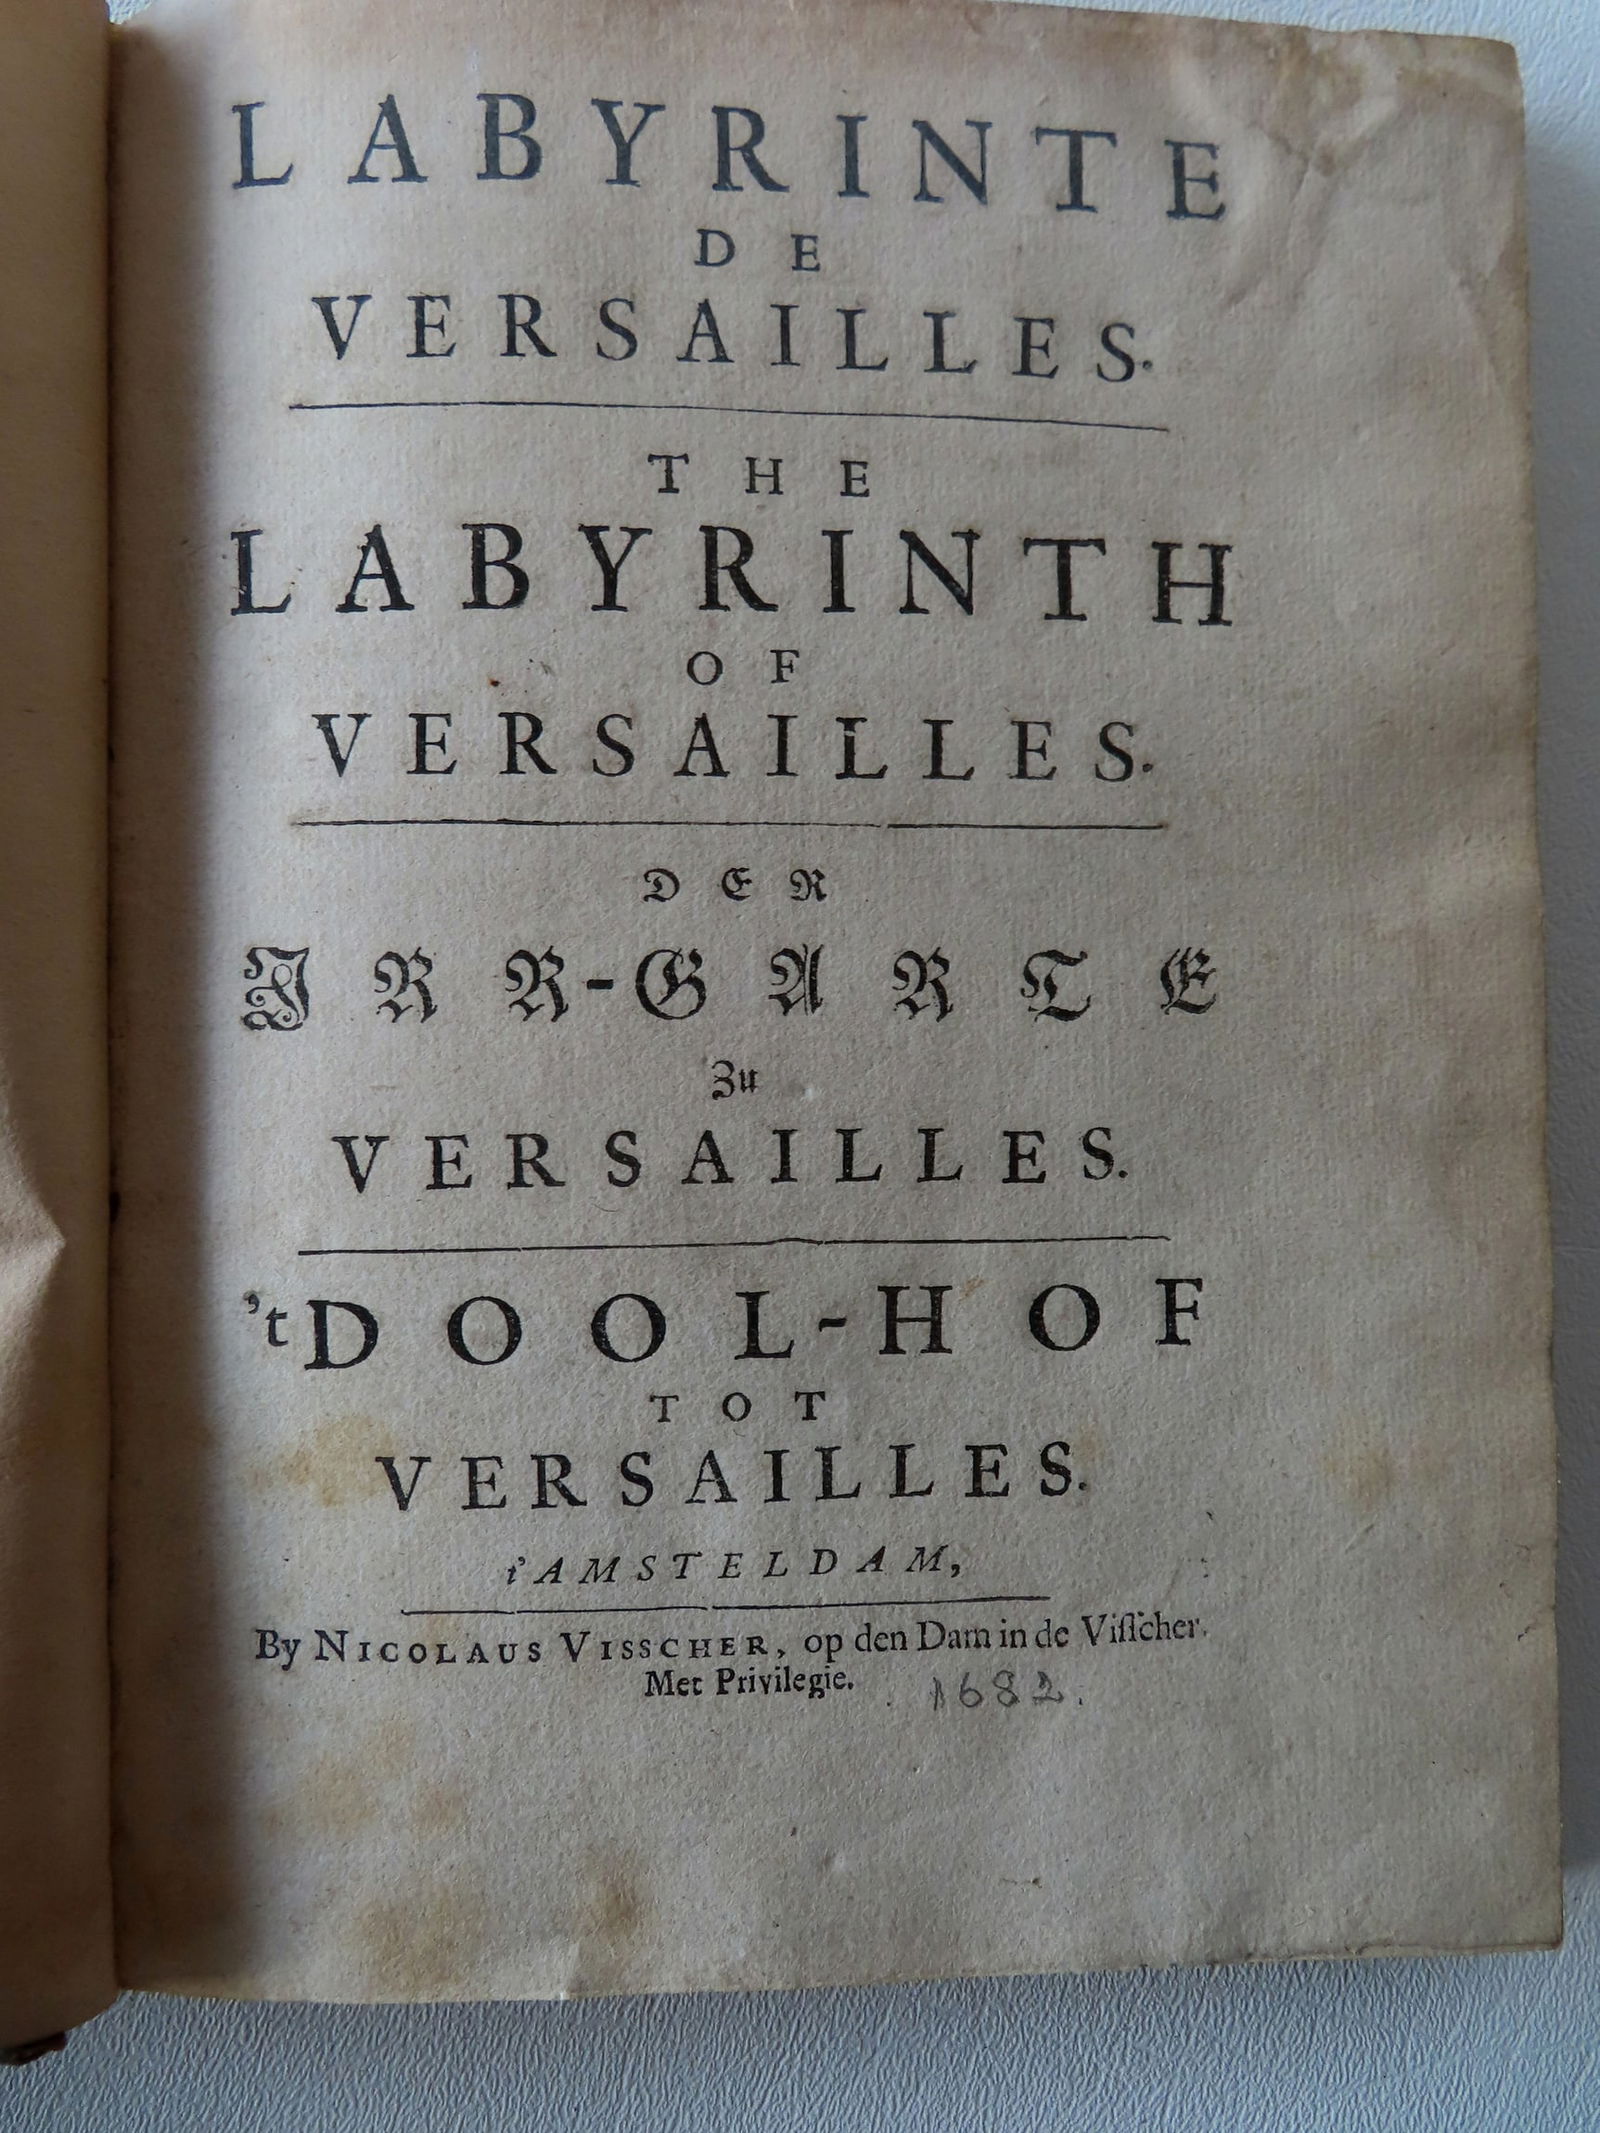 LABYRINTE
DE
VERSAILLES.
THE
LABYRINTH
OF
VERSAILLES.
DER
IRR-GARTE
Zu
VERSAILLES.
'tDOOL-HOF
TOT
VERSAILLES.
t'AMSTELDAM,
By NICOLAUS VISSCHER, op den Dam in de Viſſcher.
Met Privilegie. 1682.